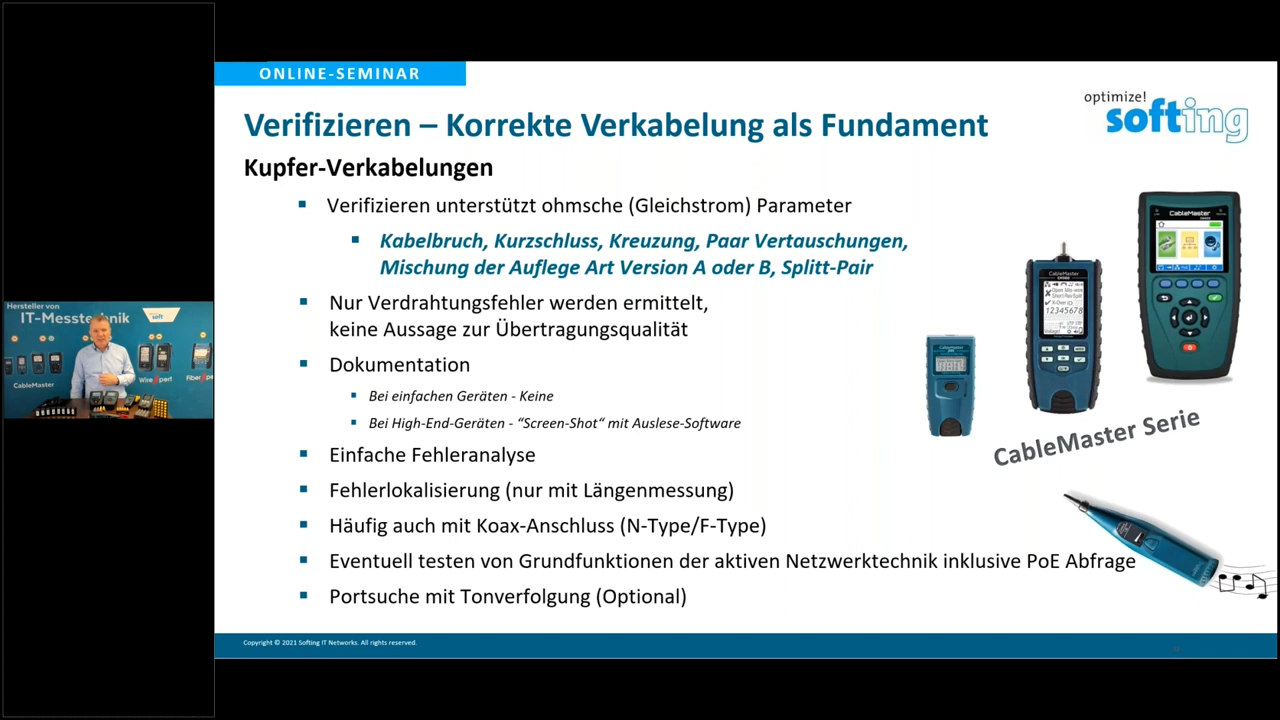 ONLINE-SEMINAR
optimize!
softing
Verifizieren – Korrekte Verkabelung als Fundament
Kupfer-Verkabelungen
Verifizieren unterstützt ohmsche (Gleichstrom) Parameter
Kabelbruch, Kurzschluss, Kreuzung, Paar Vertauschungen,
Mischung der Auflege Art Version A oder B, Splitt-Pair
Nur Verdrahtungsfehler werden ermittelt,
keine Aussage zur Übertragungsqualität
Dokumentation
Bei einfachen Geräten - Keine
Bei High-End-Geräten - “Screen-Shot“ mit Auslese-Software
Einfache Fehleranalyse
Fehlerlokalisierung (nur mit Längenmessung)
Häufig auch mit Koax-Anschluss (N-Type/F-Type)
Eventuell testen von Grundfunktionen der aktiven Netzwerktechnik inklusive PoE Abfrage
Portsuche mit Tonverfolgung (Optional)
CableMaster
CableMaster
CableMaster
12345678
CableMaster Serie
Hersteller von
IT-Messtechnik
soft
CableMaster
WireXpert
FiberXpert
Copyright © 2021 Softing IT Networks. All rights reserved.